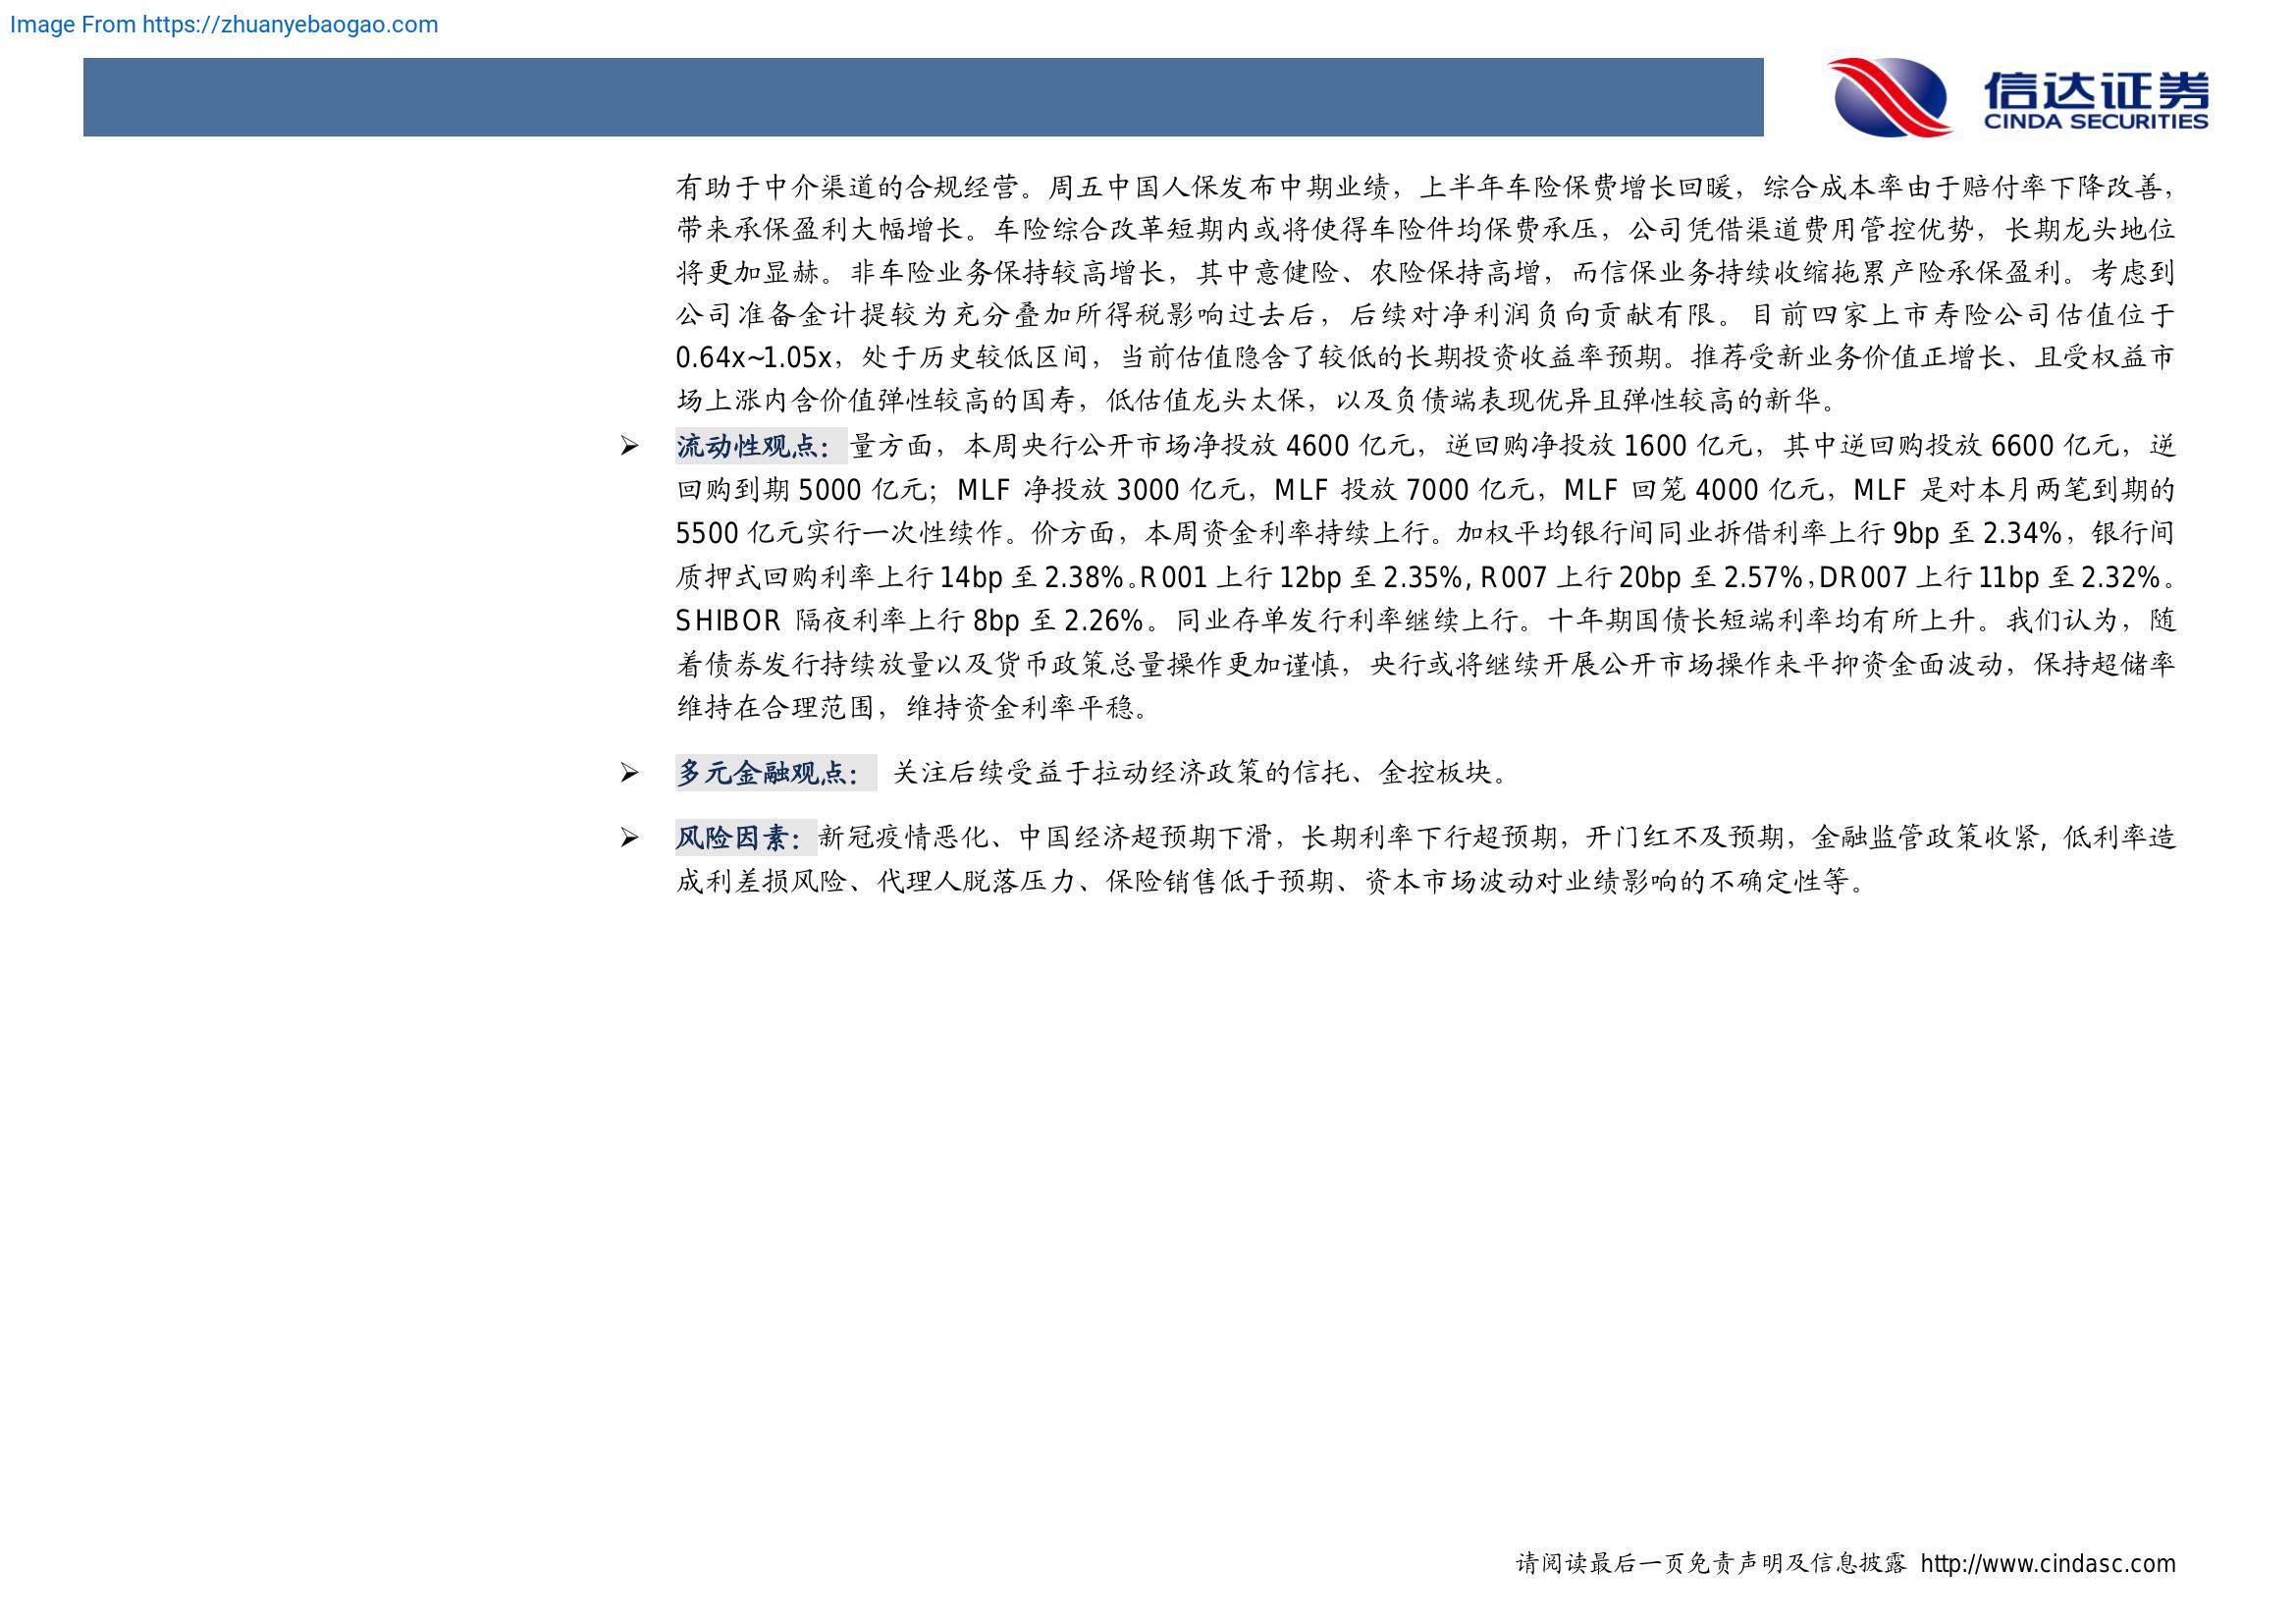 Image From https://zhuanyebaogao.com
信达证券
CINDA SECURITIES
有助于中介渠道的合规经营。周五中国人保发布中期业绩，上半年车险保费增长回暖，综合成本率由于赔付率下降改善，
带来承保盈利大幅增长。车险综合改革短期内或将使得车险件均保费承压，公司凭借渠道费用管控优势，长期龙头地位
将更加显赫。非车险业务保持较高增长，其中意健险、农险保持高增，而信保业务持续收缩拖累产险承保盈利。考虑到
公司准备金计提较为充分叠加所得税影响过去后，后续对净利润负向贡献有限。目前四家上市寿险公司估值位于
0.64x~1.05x，处于历史较低区间，当前估值隐含了较低的长期投资收益率预期。推荐受新业务价值正增长、且受权益市
场上涨内含价值弹性较高的国寿，低估值龙头太保，以及负债端表现优异且弹性较高的新华。
➢ 流动性观点：量方面，本周央行公开市场净投放 4600 亿元，逆回购净投放 1600 亿元，其中逆回购投放 6600 亿元，逆
回购到期 5000 亿元；MLF 净投放 3000 亿元，MLF 投放 7000 亿元，MLF 回笼 4000 亿元，MLF 是对本月两笔到期的
5500 亿元实行一次性续作。价方面，本周资金利率持续上行。加权平均银行间同业拆借利率上行 9bp 至 2.34%，银行间
质押式回购利率上行 14bp 至 2.38%。R001 上行 12bp 至 2.35%, R007 上行 20bp 至 2.57%，DR007 上行 11bp 至 2.32%。
SHIBOR 隔夜利率上行 8bp 至 2.26%。同业存单发行利率继续上行。十年期国债长短端利率均有所上升。我们认为，随
着债券发行持续放量以及货币政策总量操作更加谨慎，央行或将继续开展公开市场操作来平抑资金面波动，保持超储率
维持在合理范围，维持资金利率平稳。
➢ 多元金融观点： 关注后续受益于拉动经济政策的信托、金控板块。
➢ 风险因素：新冠疫情恶化、中国经济超预期下滑，长期利率下行超预期，开门红不及预期，金融监管政策收紧, 低利率造
成利差损风险、代理人脱落压力、保险销售低于预期、资本市场波动对业绩影响的不确定性等。
请阅读最后一页免责声明及信息披露 http://www.cindasc.com